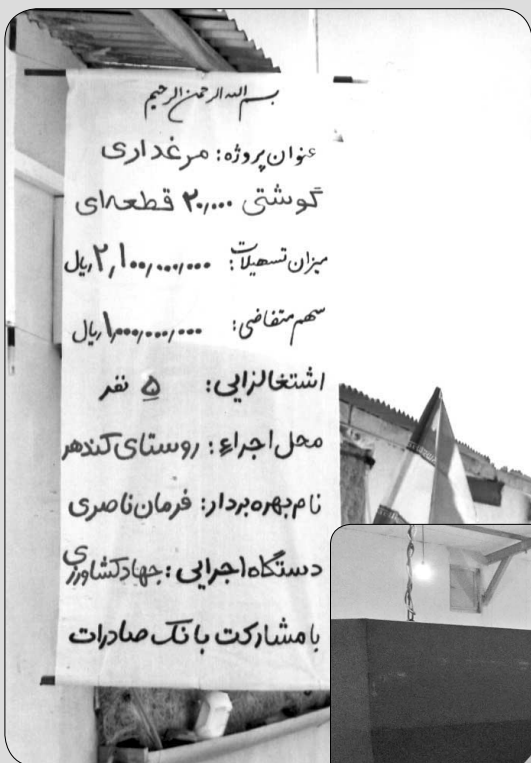 بسم الله الرحمن الرحیم
عنوان پروژه: مرغداری
گوشتی ۲۰,۰۰۰ قطعه‌ای
میزان تسهیلات: ۲,۱۰۰,۰۰۰,۰۰۰ ریال
سهم متقاضی: ۱,۰۰۰,۰۰۰,۰۰۰ ریال
اشتغالزایی: ۵ نفر
محل اجراء: روستای کندهر
نام بهره بردار: فرمان ناصری
دستگاه اجرایی: جهاد کشاورزی
با مشارکت بانک صادرات